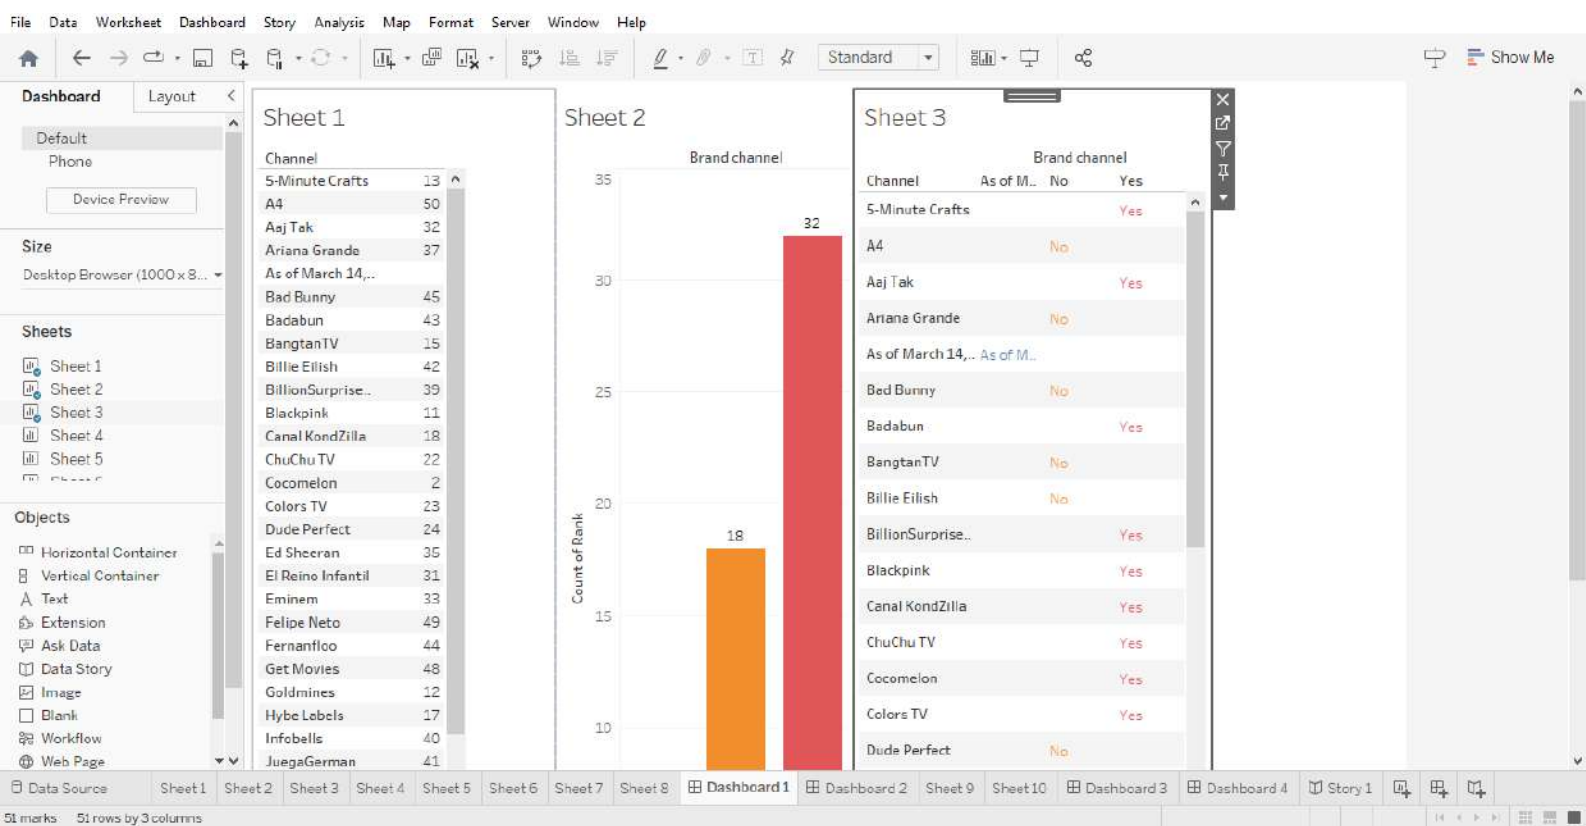 File Data Worksheet Dashboard Story Analysis Map Format Server Window Help
Standard
Show Me
Dashboard Layout
Default
Phone
Device Preview
Size
Desktop Browser (1000 x 8...
Sheets
Sheet 1
Sheet 2
Sheet 3
Sheet 4
Sheet 5
Objects
Horizontal Container
Vertical Container
Text
Extension
Ask Data
Data Story
Image
Blank
Workflow
Web Page
Sheet 1
Channel
5-Minute Crafts 13
A4 50
Aaj Tak 32
Ariana Grande 37
As of March 14,..
Bad Bunny 45
Badabun 43
BangtanTV 15
Billie Eilish 42
BillionSurprise.. 39
Blackpink 11
Canal KondZilla 18
ChuChu TV 22
Cocomelon 2
Colors TV 23
Dude Perfect 24
Ed Sheeran 35
El Reino Infantil 31
Eminem 33
Felipe Neto 49
Fernanfloo 44
Get Movies 48
Goldmines 12
Hybe Labels 17
Infobells 40
JuegaGerman 41
Sheet 2
Brand channel
35
32
30
25
20
18
Count of Rank
15
10
Sheet 3
Brand channel
Channel As of M.. No Yes
5-Minute Crafts Yes
A4 No
Aaj Tak Yes
Ariana Grande No
As of March 14,.. As of M..
Bad Bunny No
Badabun Yes
BangtanTV No
Billie Eilish No
BillionSurprise.. Yes
Blackpink Yes
Canal KondZilla Yes
ChuChu TV Yes
Cocomelon Yes
Colors TV Yes
Dude Perfect No
Data Source Sheet 1 Sheet 2 Sheet 3 Sheet 4 Sheet 5 Sheet 6 Sheet 7 Sheet 8 Dashboard 1 Dashboard 2 Sheet 9 Sheet 10 Dashboard 3 Dashboard 4 Story 1
51 marks 51 rows by 3 columns